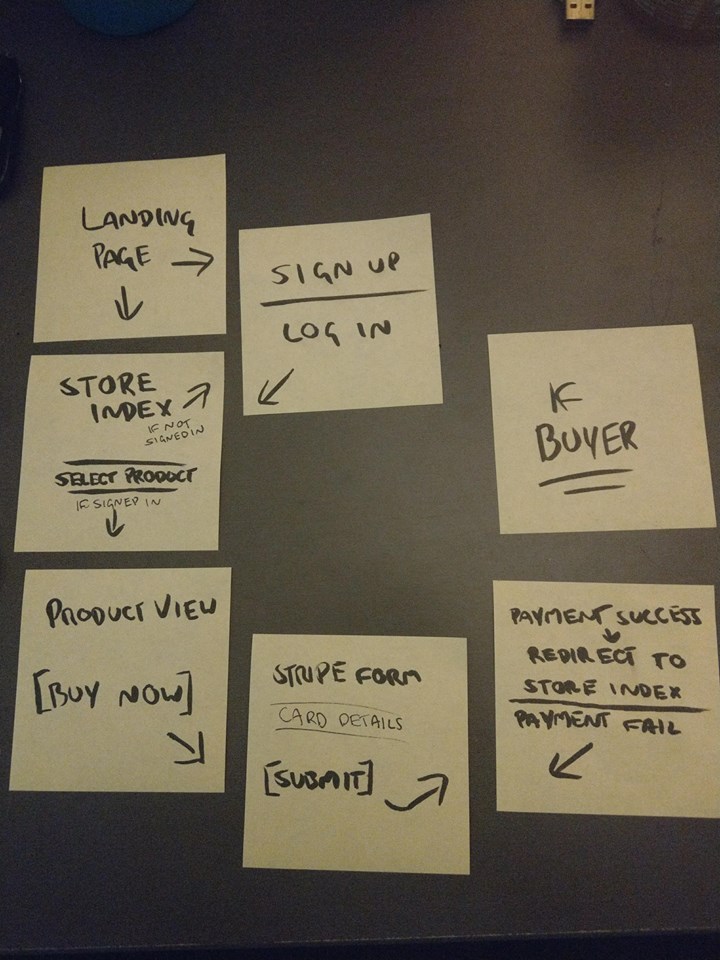 LANDING
PAGE
SIGN UP
LOG IN
STORE
INDEX
IF NOT
SIGNED IN
SELECT PRODUCT
IF SIGNED IN
IF
BUYER
PRODUCT VIEW
[BUY NOW]
STRIPE FORM
CARD DETAILS
[SUBMIT]
PAYMENT SUCCESS
REDIRECT TO
STORE INDEX
PAYMENT FAIL